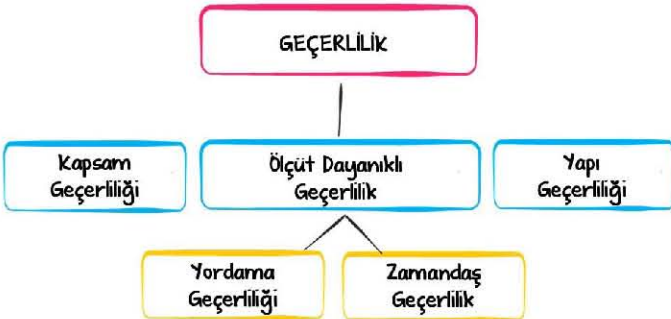 GEÇERLİLİK
Kapsam
Geçerliliği
Ölçüt Dayanıklı
Geçerlilik
Yapı
Geçerliliği
Yordama
Geçerliliği
Zamandaş
Geçerlilik